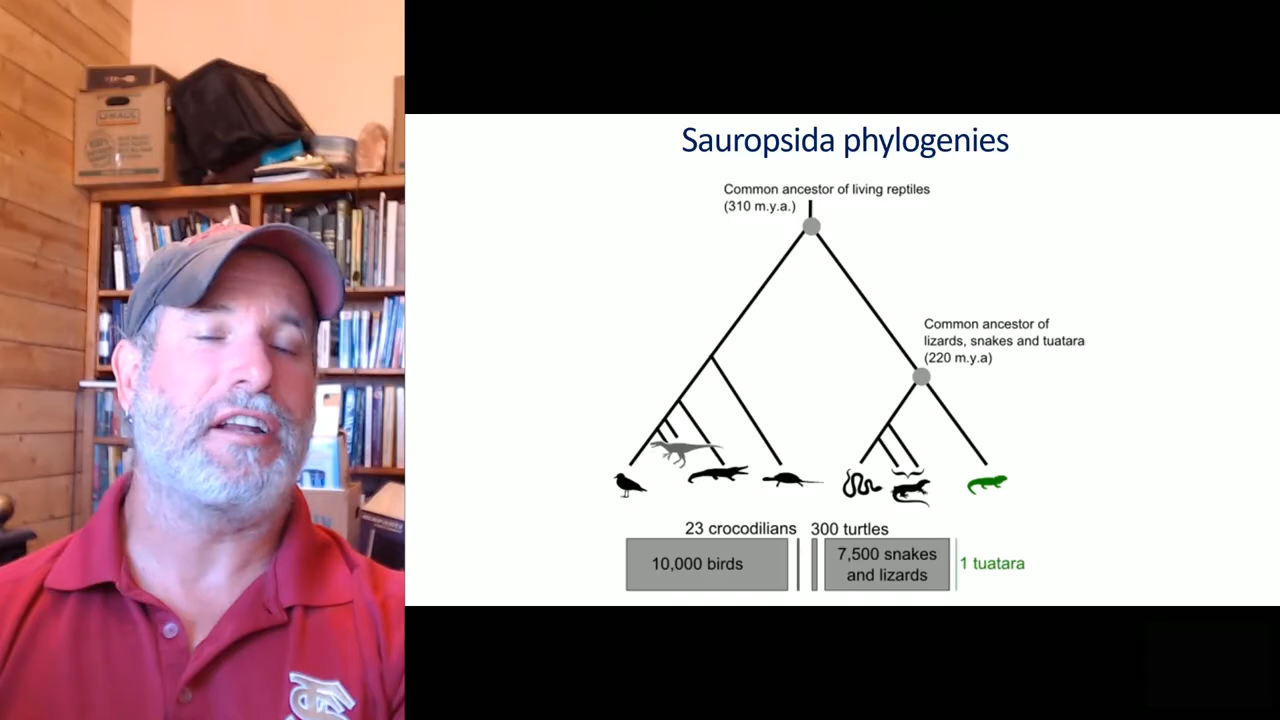 UHAUL
Sauropsida phylogenies
Common ancestor of living reptiles
(310 m.y.a.)
Common ancestor of
lizards, snakes and tuatara
(220 m.y.a)
23 crocodilians
300 turtles
10,000 birds
7,500 snakes
and lizards
1 tuatara